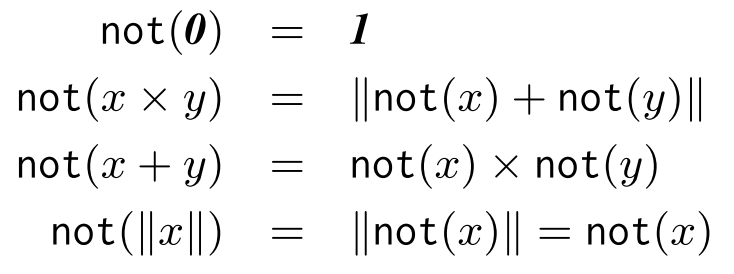 not(0) = 1
not(x × y) = ‖not(x) + not(y)‖
not(x + y) = not(x) × not(y)
not(‖x‖) = ‖not(x)‖ = not(x)